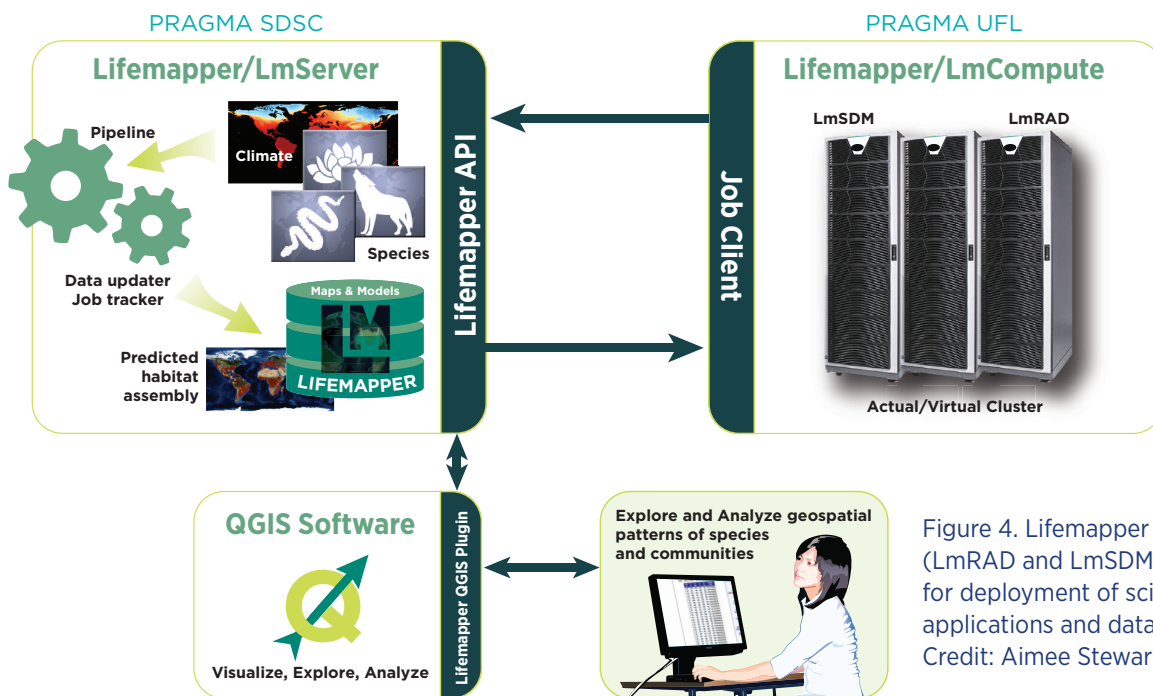 PRAGMA SDSC
Lifemapper/LmServer
Pipeline
Climate
Species
Data updater
Job tracker
Maps & Models
LM
LIFEMAPPER
Predicted
habitat
assembly
Lifemapper API
PRAGMA UFL
Lifemapper/LmCompute
Job Client
LmSDM
LmRAD
Actual/Virtual Cluster
QGIS Software
Visualize, Explore, Analyze
Lifemapper QGIS Plugin
Explore and Analyze geospatial
patterns of species
and communities
Figure 4. Lifemapper
(LmRAD and LmSDM
for deployment of sci
applications and data
Credit: Aimee Stewar